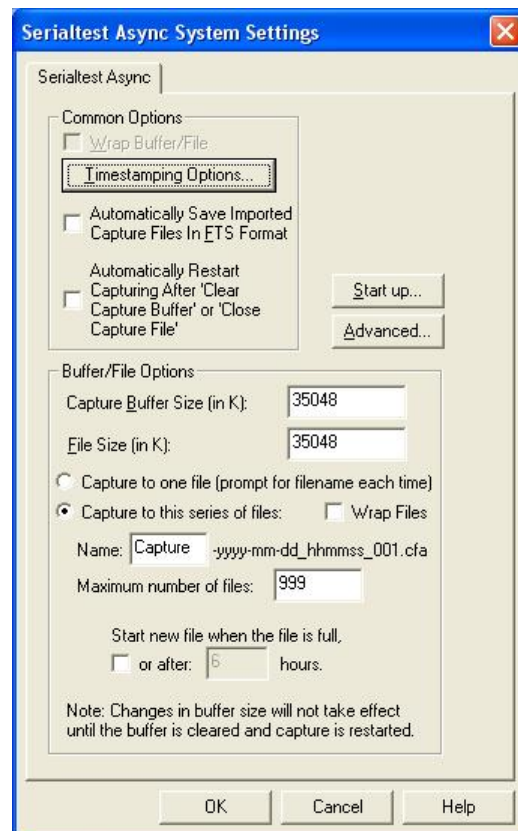 Serialtest Async System Settings
Serialtest Async
Common Options
Wrap Buffer/File
Timestamping Options...
Automatically Save Imported
Capture Files In FTS Format
Automatically Restart
Capturing After 'Clear
Capture Buffer' or 'Close
Capture File'
Start up...
Advanced...
Buffer/File Options
Capture Buffer Size (in K): 35048
File Size (in K): 35048
Capture to one file (prompt for filename each time)
Capture to this series of files: Wrap Files
Name: Capture -yyyy-mm-dd_hhmmss_001.cfa
Maximum number of files: 999
Start new file when the file is full,
or after: 6 hours.
Note: Changes in buffer size will not take effect
until the buffer is cleared and capture is restarted.
OK Cancel Help